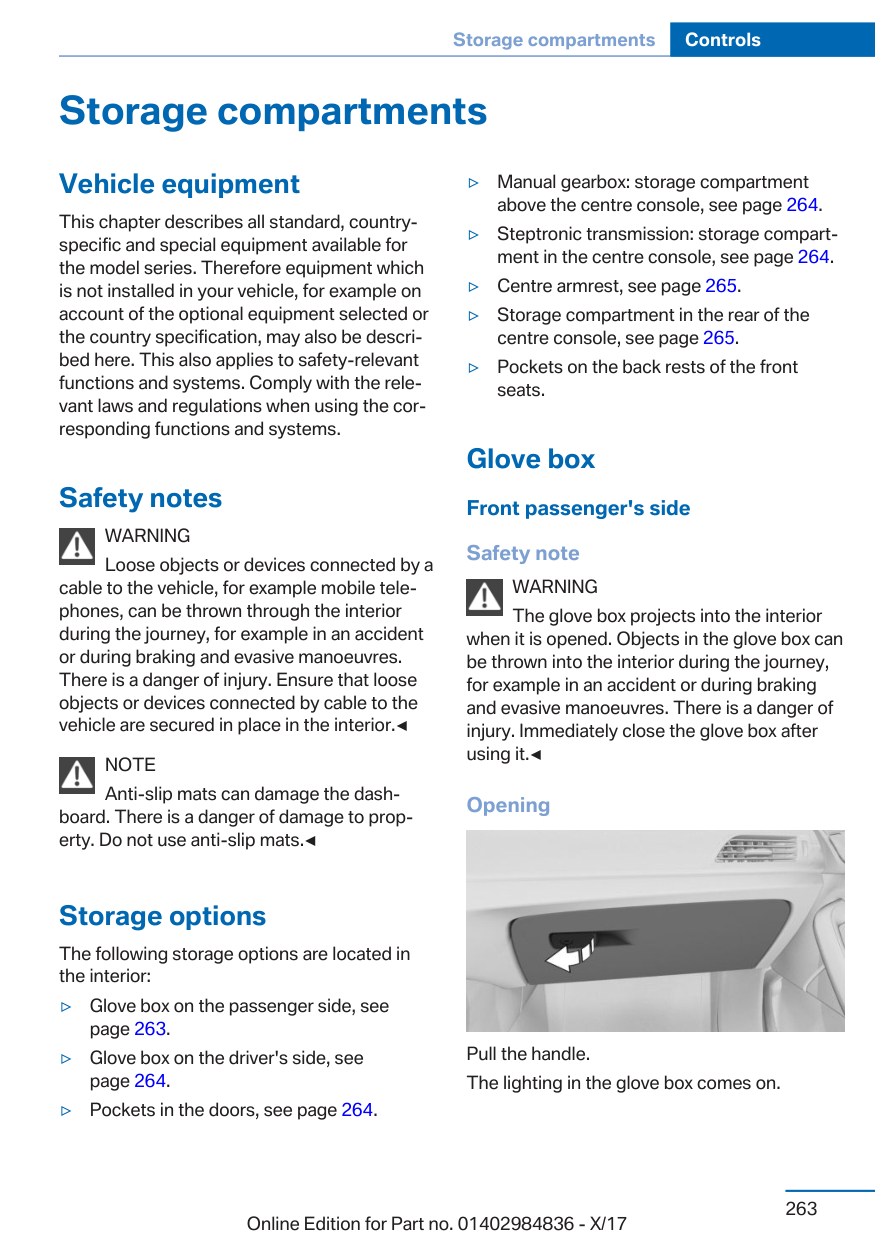 Storage compartments Controls
Storage compartments
Vehicle equipment
This chapter describes all standard, country-
specific and special equipment available for
the model series. Therefore equipment which
is not installed in your vehicle, for example on
account of the optional equipment selected or
the country specification, may also be descri-
bed here. This also applies to safety-relevant
functions and systems. Comply with the rele-
vant laws and regulations when using the cor-
responding functions and systems.
Safety notes
WARNING
Loose objects or devices connected by a
cable to the vehicle, for example mobile tele-
phones, can be thrown through the interior
during the journey, for example in an accident
or during braking and evasive manoeuvres.
There is a danger of injury. Ensure that loose
objects or devices connected by cable to the
vehicle are secured in place in the interior.◄
NOTE
Anti-slip mats can damage the dash-
board. There is a danger of damage to prop-
erty. Do not use anti-slip mats.◄
Storage options
The following storage options are located in
the interior:
▷ Glove box on the passenger side, see
page 263.
▷ Glove box on the driver's side, see
page 264.
▷ Pockets in the doors, see page 264.
▷ Manual gearbox: storage compartment
above the centre console, see page 264.
▷ Steptronic transmission: storage compart-
ment in the centre console, see page 264.
▷ Centre armrest, see page 265.
▷ Storage compartment in the rear of the
centre console, see page 265.
▷ Pockets on the back rests of the front
seats.
Glove box
Front passenger's side
Safety note
WARNING
The glove box projects into the interior
when it is opened. Objects in the glove box can
be thrown into the interior during the journey,
for example in an accident or during braking
and evasive manoeuvres. There is a danger of
injury. Immediately close the glove box after
using it.◄
Opening
Pull the handle.
The lighting in the glove box comes on.
263
Online Edition for Part no. 01402984836 - X/17